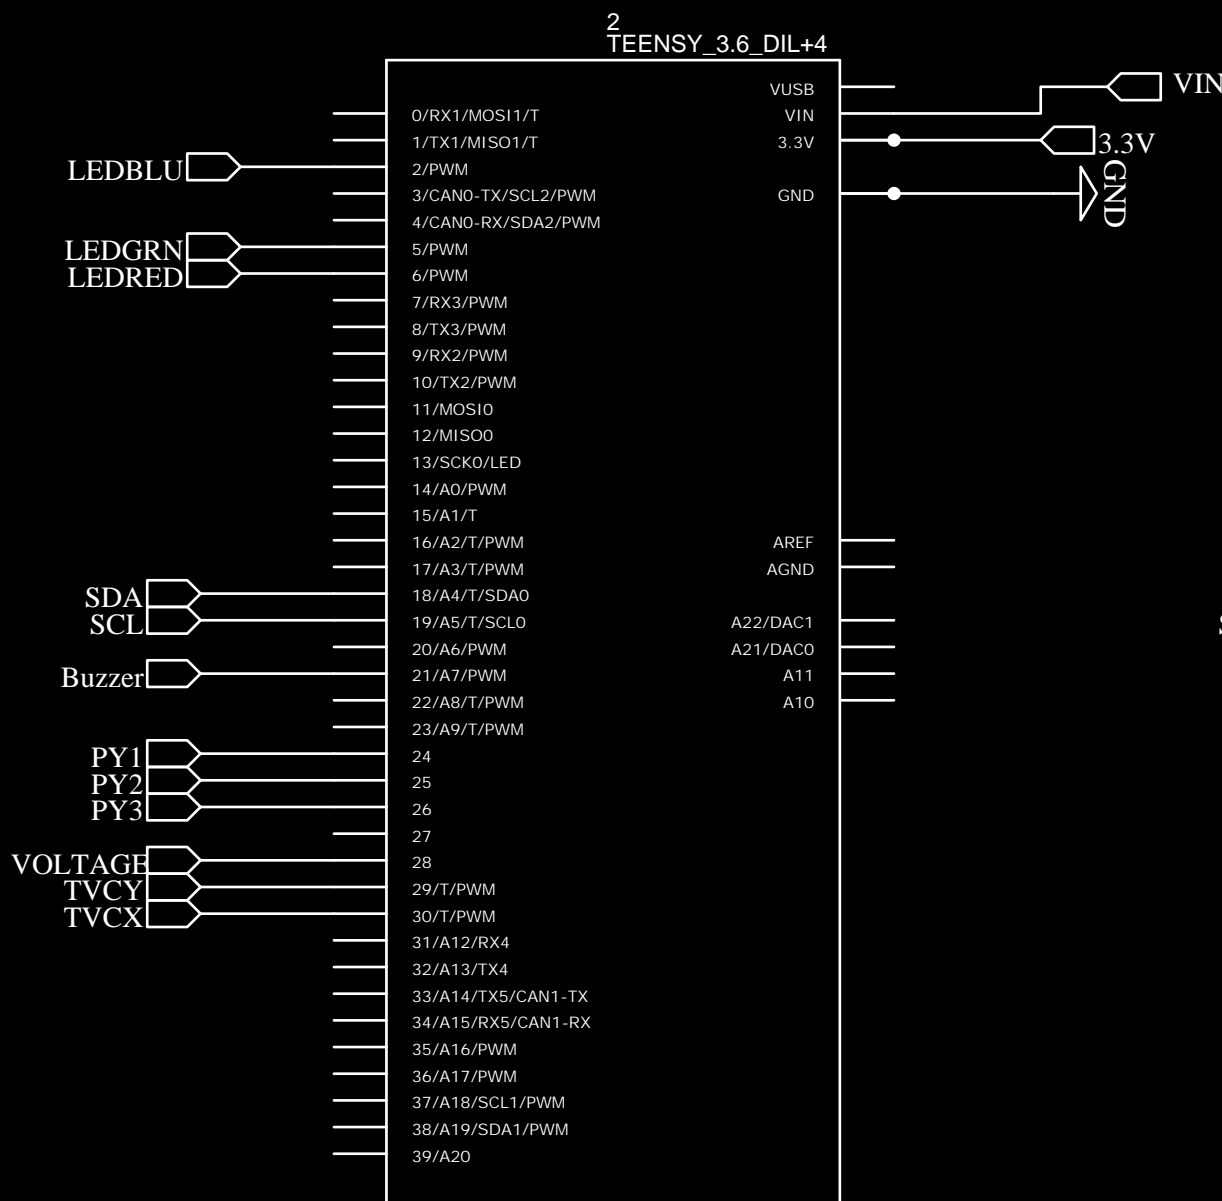 2
TEENSY_3.6_DIL+4
VUSB
VIN
0/RX1/MOSI1/T
VIN
1/TX1/MISO1/T
3.3V
3.3V
LEDBLU
2/PWM
3/CAN0-TX/SCL2/PWM
GND
GND
4/CAN0-RX/SDA2/PWM
LEDGRN
5/PWM
LEDRED
6/PWM
7/RX3/PWM
8/TX3/PWM
9/RX2/PWM
10/TX2/PWM
11/MOSI0
12/MISO0
13/SCK0/LED
14/A0/PWM
15/A1/T
16/A2/T/PWM
AREF
17/A3/T/PWM
AGND
SDA
18/A4/T/SDA0
SCL
19/A5/T/SCL0
A22/DAC1
20/A6/PWM
A21/DAC0
Buzzer
21/A7/PWM
A11
22/A8/T/PWM
A10
23/A9/T/PWM
PY1
24
PY2
25
PY3
26
27
VOLTAGE
28
TVCY
29/T/PWM
TVCX
30/T/PWM
31/A12/RX4
32/A13/TX4
33/A14/TX5/CAN1-TX
34/A15/RX5/CAN1-RX
35/A16/PWM
36/A17/PWM
37/A18/SCL1/PWM
38/A19/SDA1/PWM
39/A20